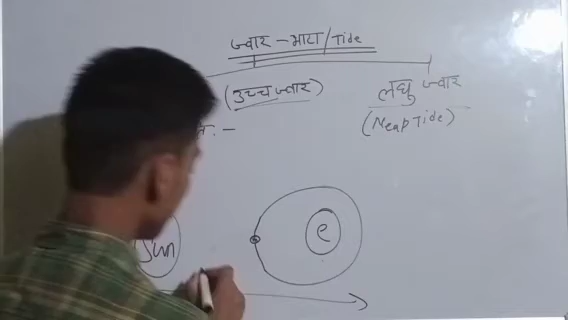 ज्वार-भाटा/Tide
(उच्च ज्वार)
लघु ज्वार
(Neap Tide)
Sun
e